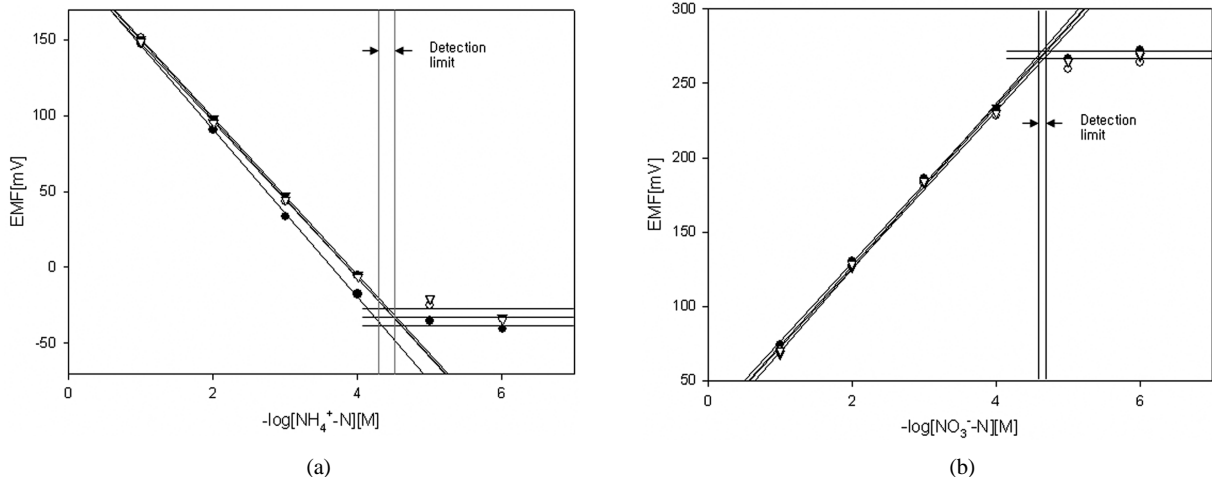 150
100
50
0
-50
EMF[mV]
0
2
4
6
-log[NH₄⁺-N][M]
Detection
limit
(a)
300
250
200
150
100
50
EMF[mV]
0
2
4
6
-log[NO₃⁻-N][M]
Detection
limit
(b)